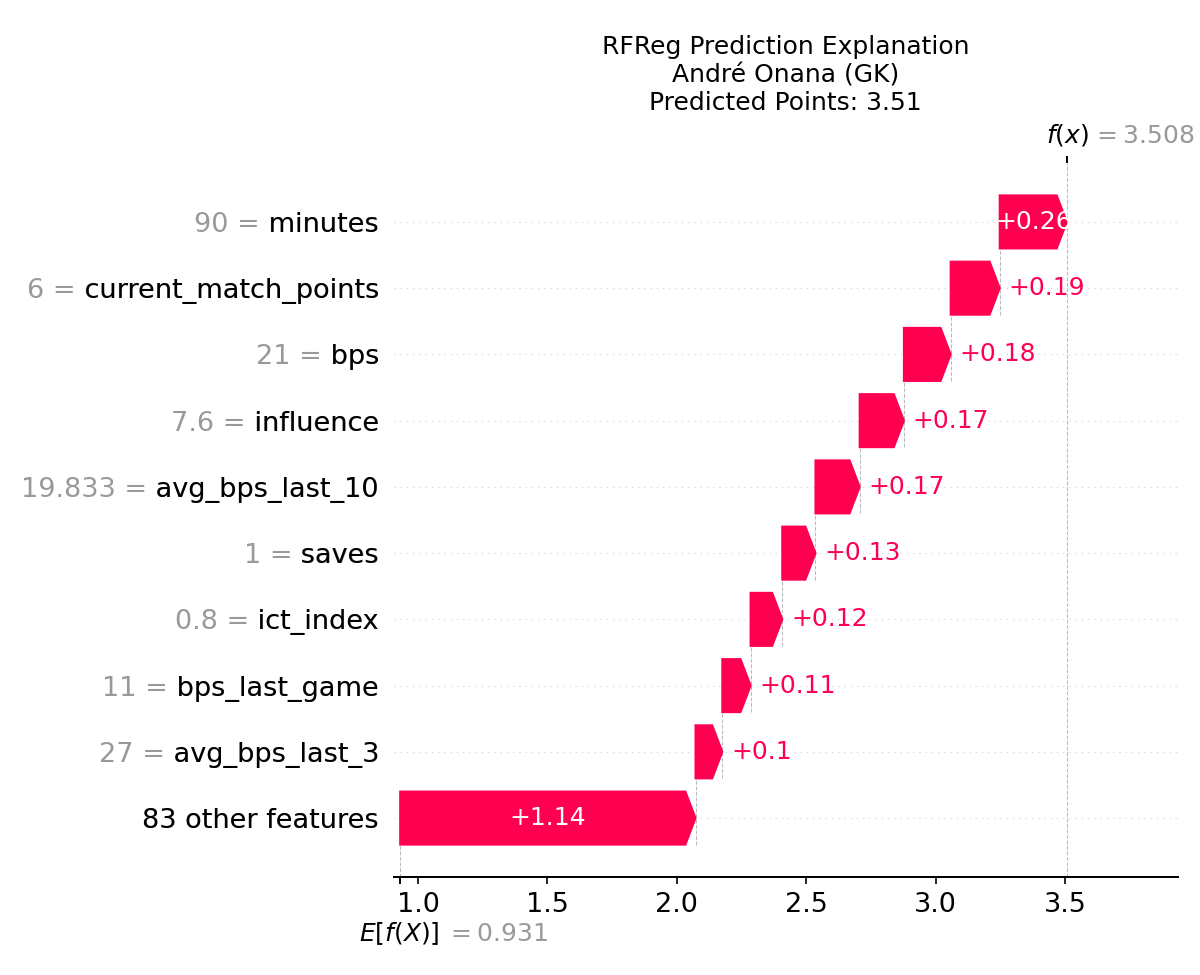 RFReg Prediction Explanation
André Onana (GK)
Predicted Points: 3.51
f(x) = 3.508
90 = minutes
+0.26
6 = current_match_points
+0.19
21 = bps
+0.18
7.6 = influence
+0.17
19.833 = avg_bps_last_10
+0.17
1 = saves
+0.13
0.8 = ict_index
+0.12
11 = bps_last_game
+0.11
27 = avg_bps_last_3
+0.1
83 other features
+1.14
1.0 1.5 2.0 2.5 3.0 3.5
E[f(X)] = 0.931